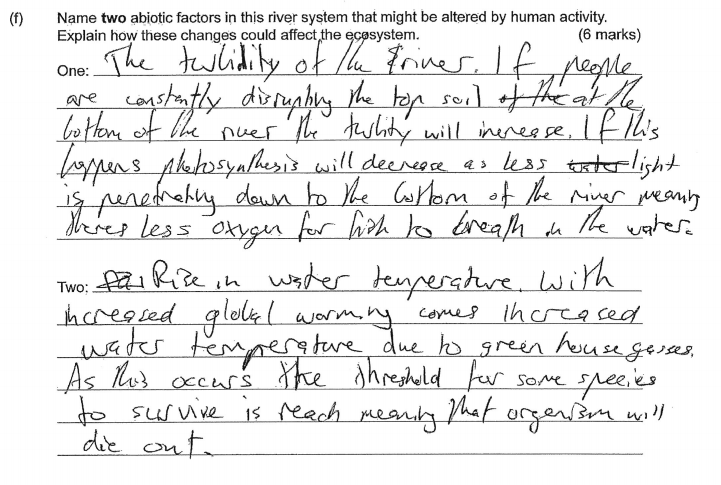 (f) Name two abiotic factors in this river system that might be altered by human activity.
Explain how these changes could affect the ecosystem. (6 marks)
One: The turbidity of the river. If people
are constantly disrupting the top soil at the
bottom of the river the turbity will increase. If this
happens photosynthesis will decrease as less light
is penetrating down to the bottom of the river meaning
theres less oxygen for fish to breath in the water.
Two: Rise in water temperature. With
increased global warming comes increased
water temperature due to green house gasses.
As this occurs the threshold for some species
to survive is reach meaning that organism will
die out.